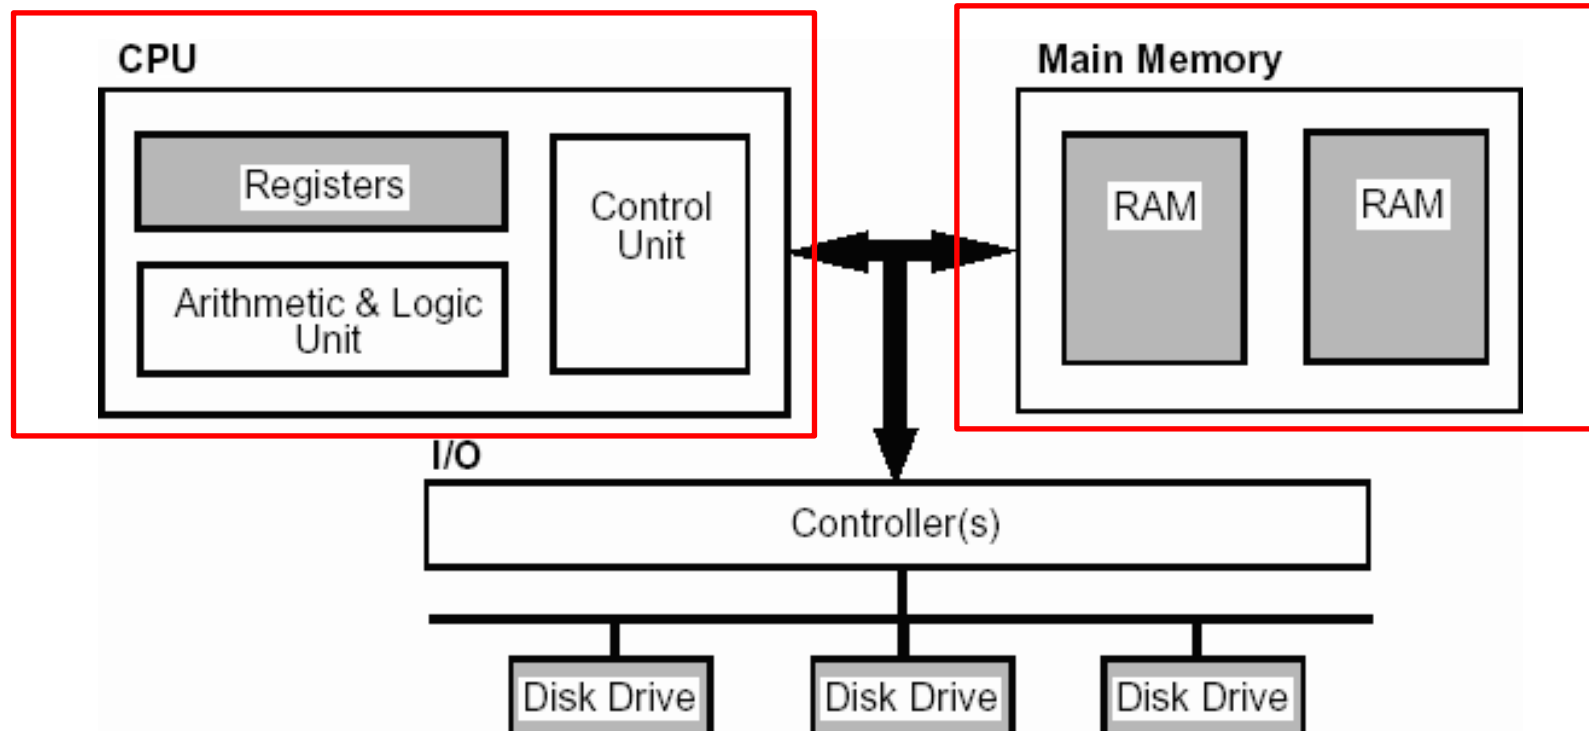 CPU
Main Memory
Registers
Control
Unit
Arithmetic & Logic
Unit
RAM
RAM
I/O
Controller(s)
Disk Drive
Disk Drive
Disk Drive